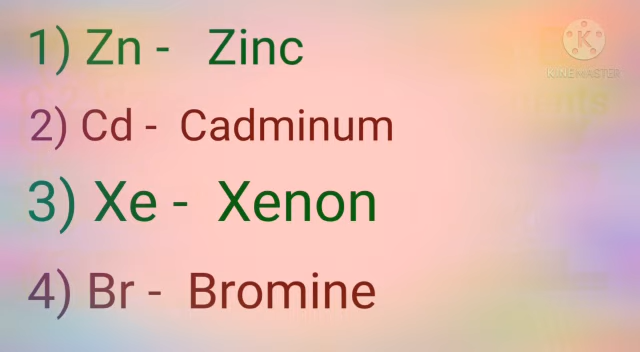 1) Zn - Zinc
KINEMASTER
2) Cd - Cadminum
3) Xe - Xenon
4) Br - Bromine